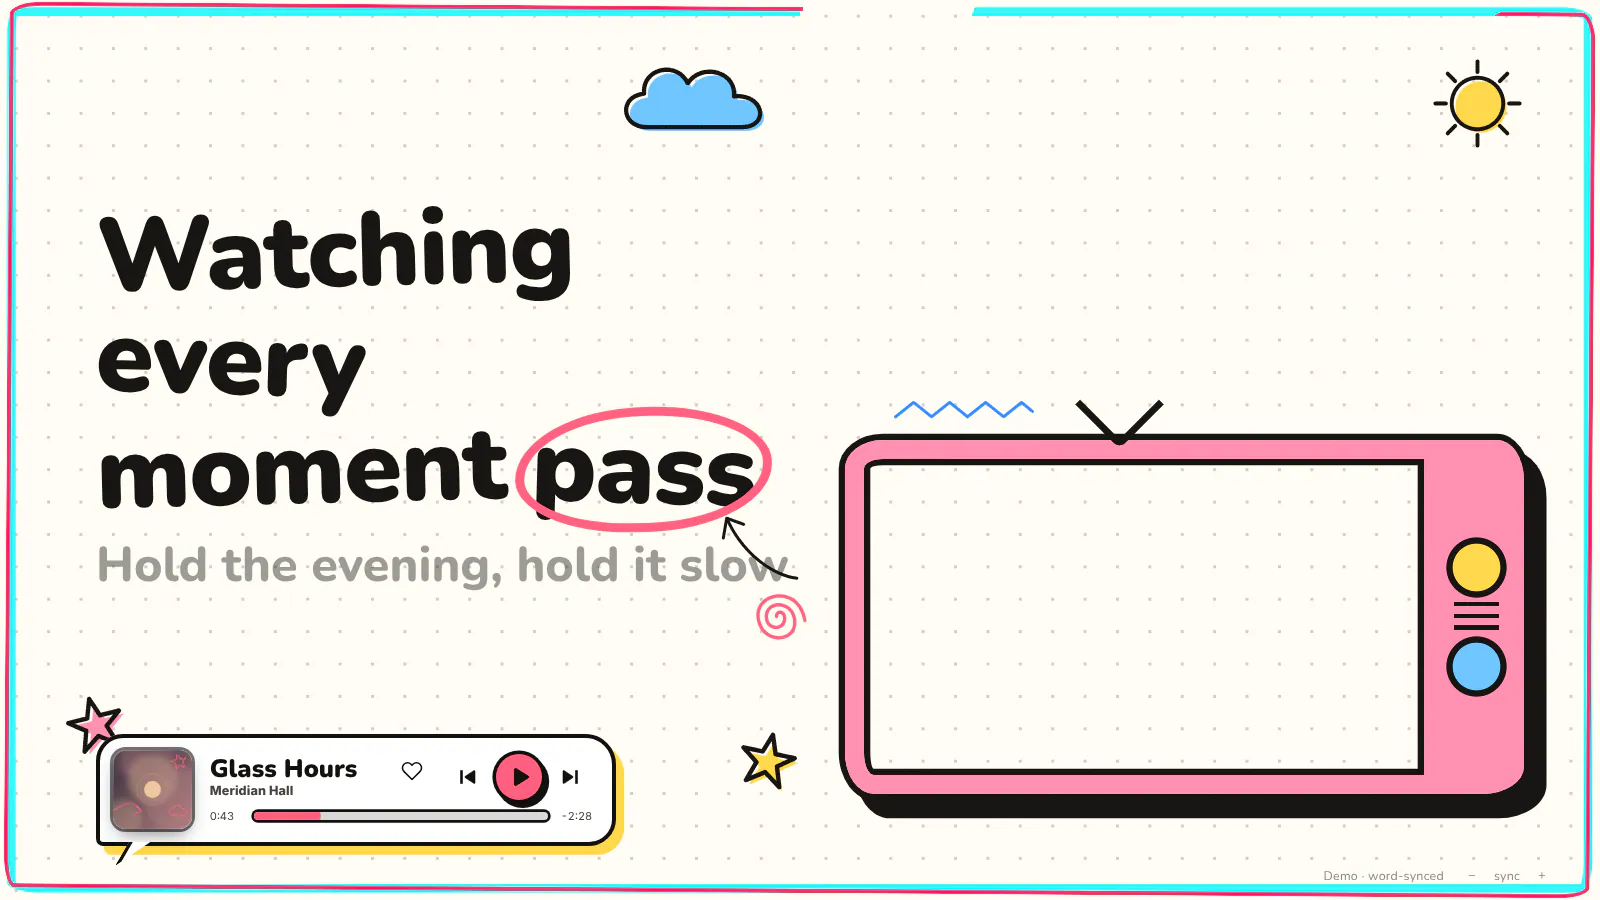 Watching
every
moment pass
Hold the evening, hold it slow
Glass Hours
Meridian Hall
0:43
-2:28
Demo · word-synced − sync +